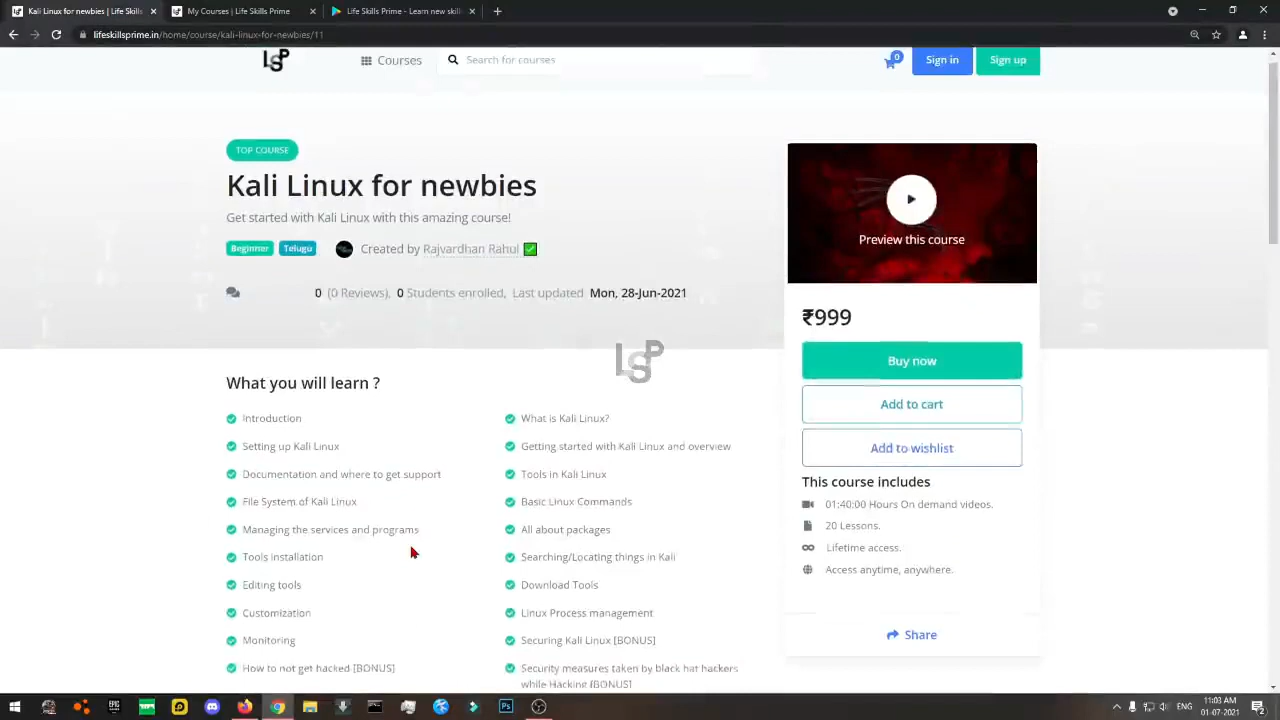 Kali Linux for newbies | Life Skills
My Courses | Life Skills Prime
Life Skills Prime - Learn new skil
lifeskillsprime.in/home/course/kali-linux-for-newbies/11
LSP
Courses
Search for courses
0
Sign in
Sign up
TOP COURSE
Kali Linux for newbies
Get started with Kali Linux with this amazing course!
Beginner
Telugu
Created by Rajvardhan Rahul
0 (0 Reviews), 0 Students enrolled, Last updated Mon, 28-Jun-2021
Preview this course
₹999
Buy now
Add to cart
Add to wishlist
This course includes
01:40:00 Hours On demand videos.
20 Lessons.
Lifetime access.
Access anytime, anywhere.
Share
LSP
What you will learn ?
Introduction
What is Kali Linux?
Setting up Kali Linux
Getting started with Kali Linux and overview
Documentation and where to get support
Tools in Kali Linux
File System of Kali Linux
Basic Linux Commands
Managing the services and programs
All about packages
Tools installation
Searching/Locating things in Kali
Editing tools
Download Tools
Customization
Linux Process management
Monitoring
Securing Kali Linux [BONUS]
How to not get hacked [BONUS]
Security measures taken by black hat hackers
while Hacking [BONUS]
ENG
11:03 AM
01-07-2021